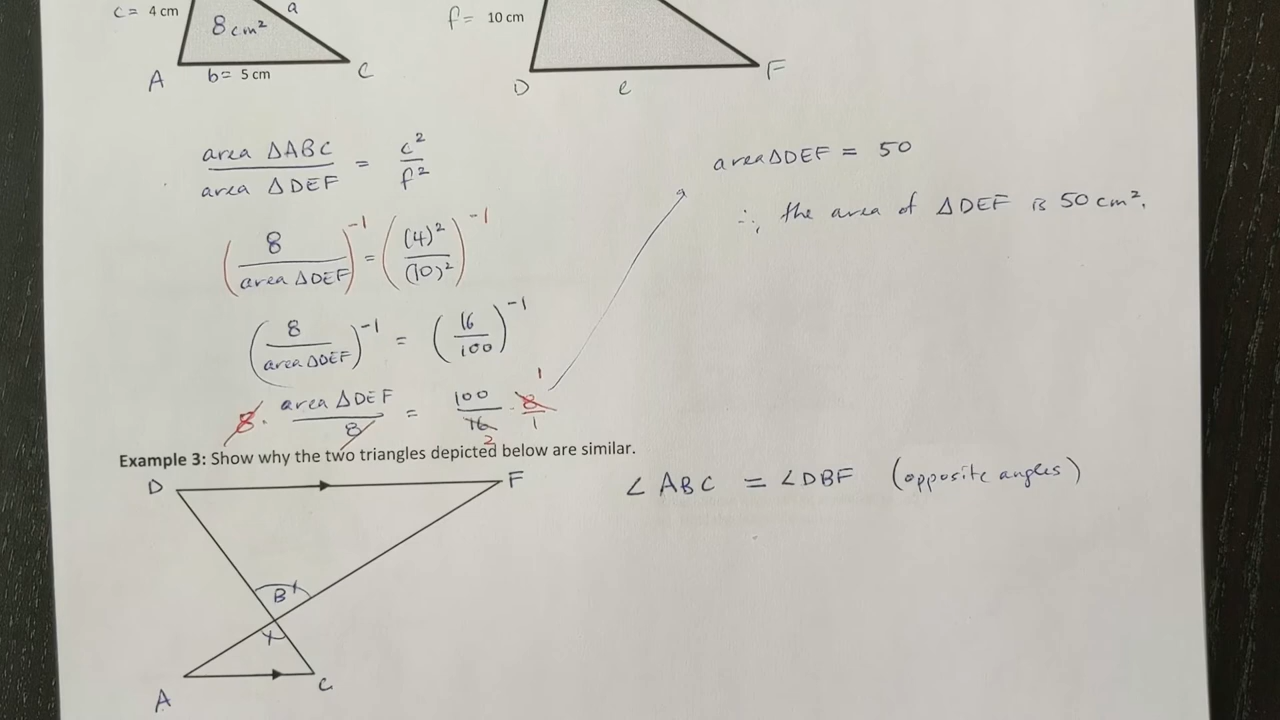 c = 4 cm
a
8 cm²
f = 10 cm
A
b = 5 cm
C
D
e
F
area ΔABC / area ΔDEF = c² / f²
(8 / area ΔDEF)⁻¹ = ((4)² / (10)²)⁻¹
(8 / area ΔDEF)⁻¹ = (16 / 100)⁻¹
8 · area ΔDEF / 8 = 100 / 16 2 · 8 1 / 1
area ΔDEF = 50
∴, the area of ΔDEF is 50 cm².
Example 3: Show why the two triangles depicted below are similar.
D
F
∠ABC = ∠DBF (opposite angles)
B x
x
A
C